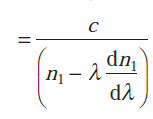 = c / (n₁ − λ dn₁/dλ)